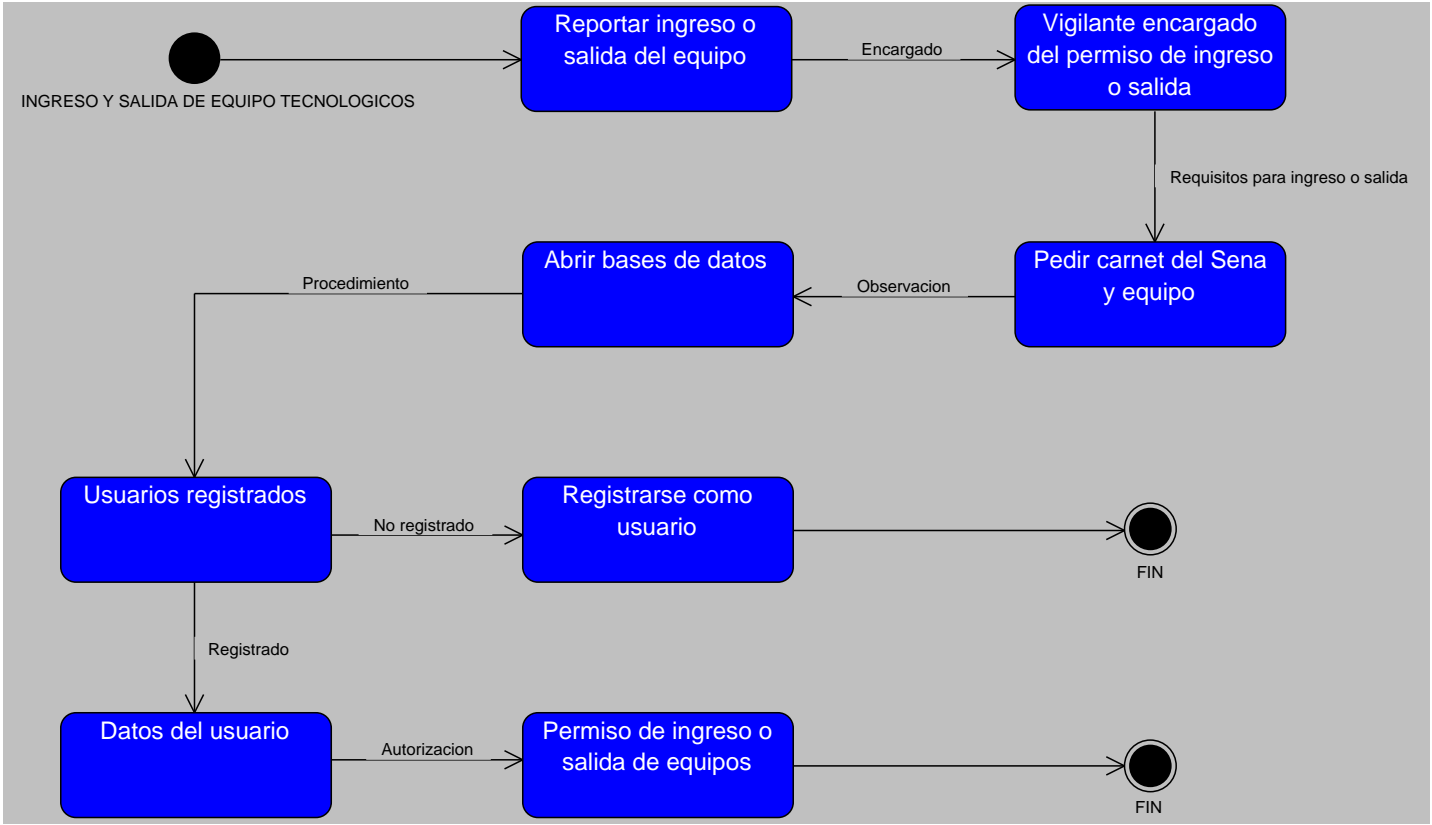 Reportar ingreso o
salida del equipo
Encargado
Vigilante encargado
del permiso de ingreso
o salida
INGRESO Y SALIDA DE EQUIPO TECNOLOGICOS
Requisitos para ingreso o salida
Pedir carnet del Sena
y equipo
Observacion
Abrir bases de datos
Procedimiento
Usuarios registrados
No registrado
Registrarse como
usuario
FIN
Registrado
Datos del usuario
Autorizacion
Permiso de ingreso o
salida de equipos
FIN